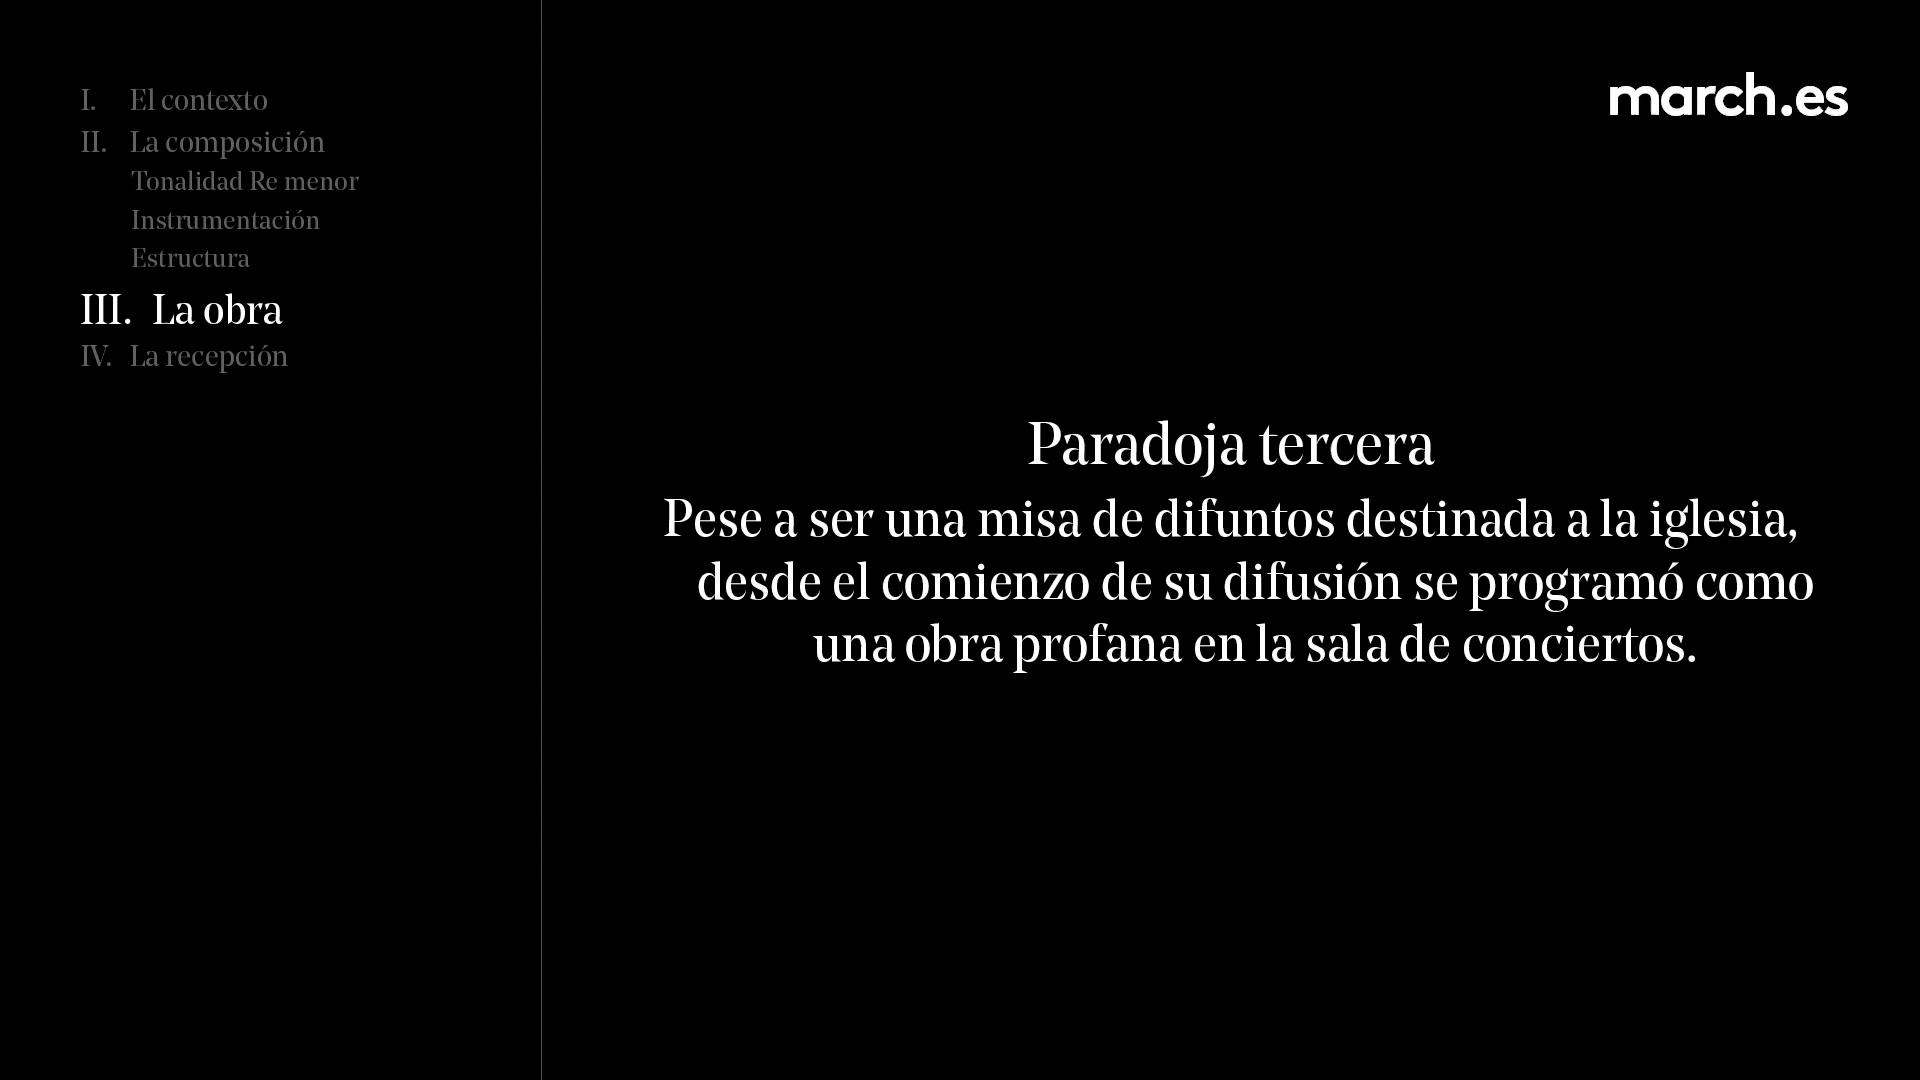 I. El contexto
II. La composición
Tonalidad Re menor
Instrumentación
Estructura
III. La obra
IV. La recepción
march.es
Paradoja tercera
Pese a ser una misa de difuntos destinada a la iglesia,
desde el comienzo de su difusión se programó como
una obra profana en la sala de conciertos.